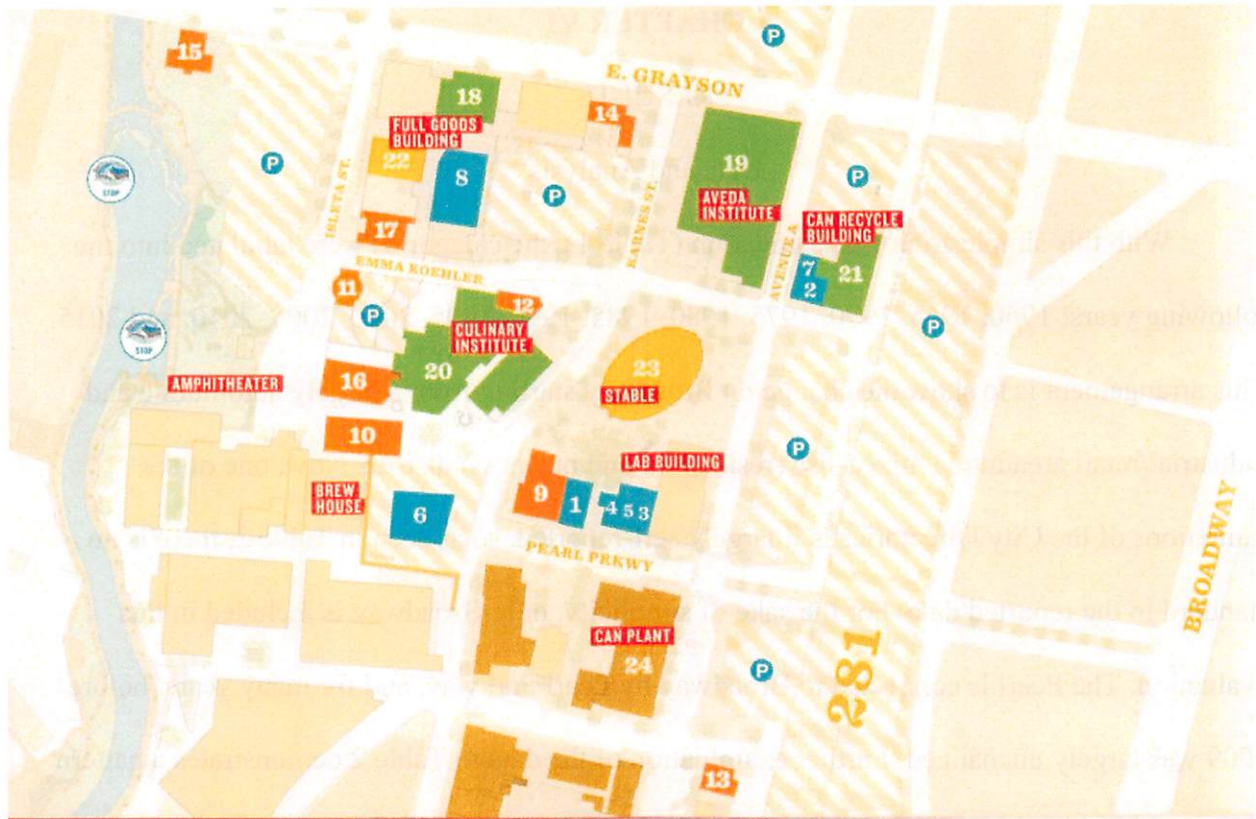 P
15
E. GRAYSON
18
14
FULL GOODS
BUILDING
22
8
P
STOP
ISLETA ST.
17
P
KARNES ST.
19
AVEDA
INSTITUTE
P
CAN RECYCLE
BUILDING
AVENUE A
7
2
21
EMMA KOEHLER
11
P
12
CULINARY
INSTITUTE
20
STOP
AMPHITHEATER
16
10
23
STABLE
P
P
LAB BUILDING
BREW
HOUSE
6
9
1
4 5 3
PEARL PRKWY
BROADWAY
CAN PLANT
24
P
281
13